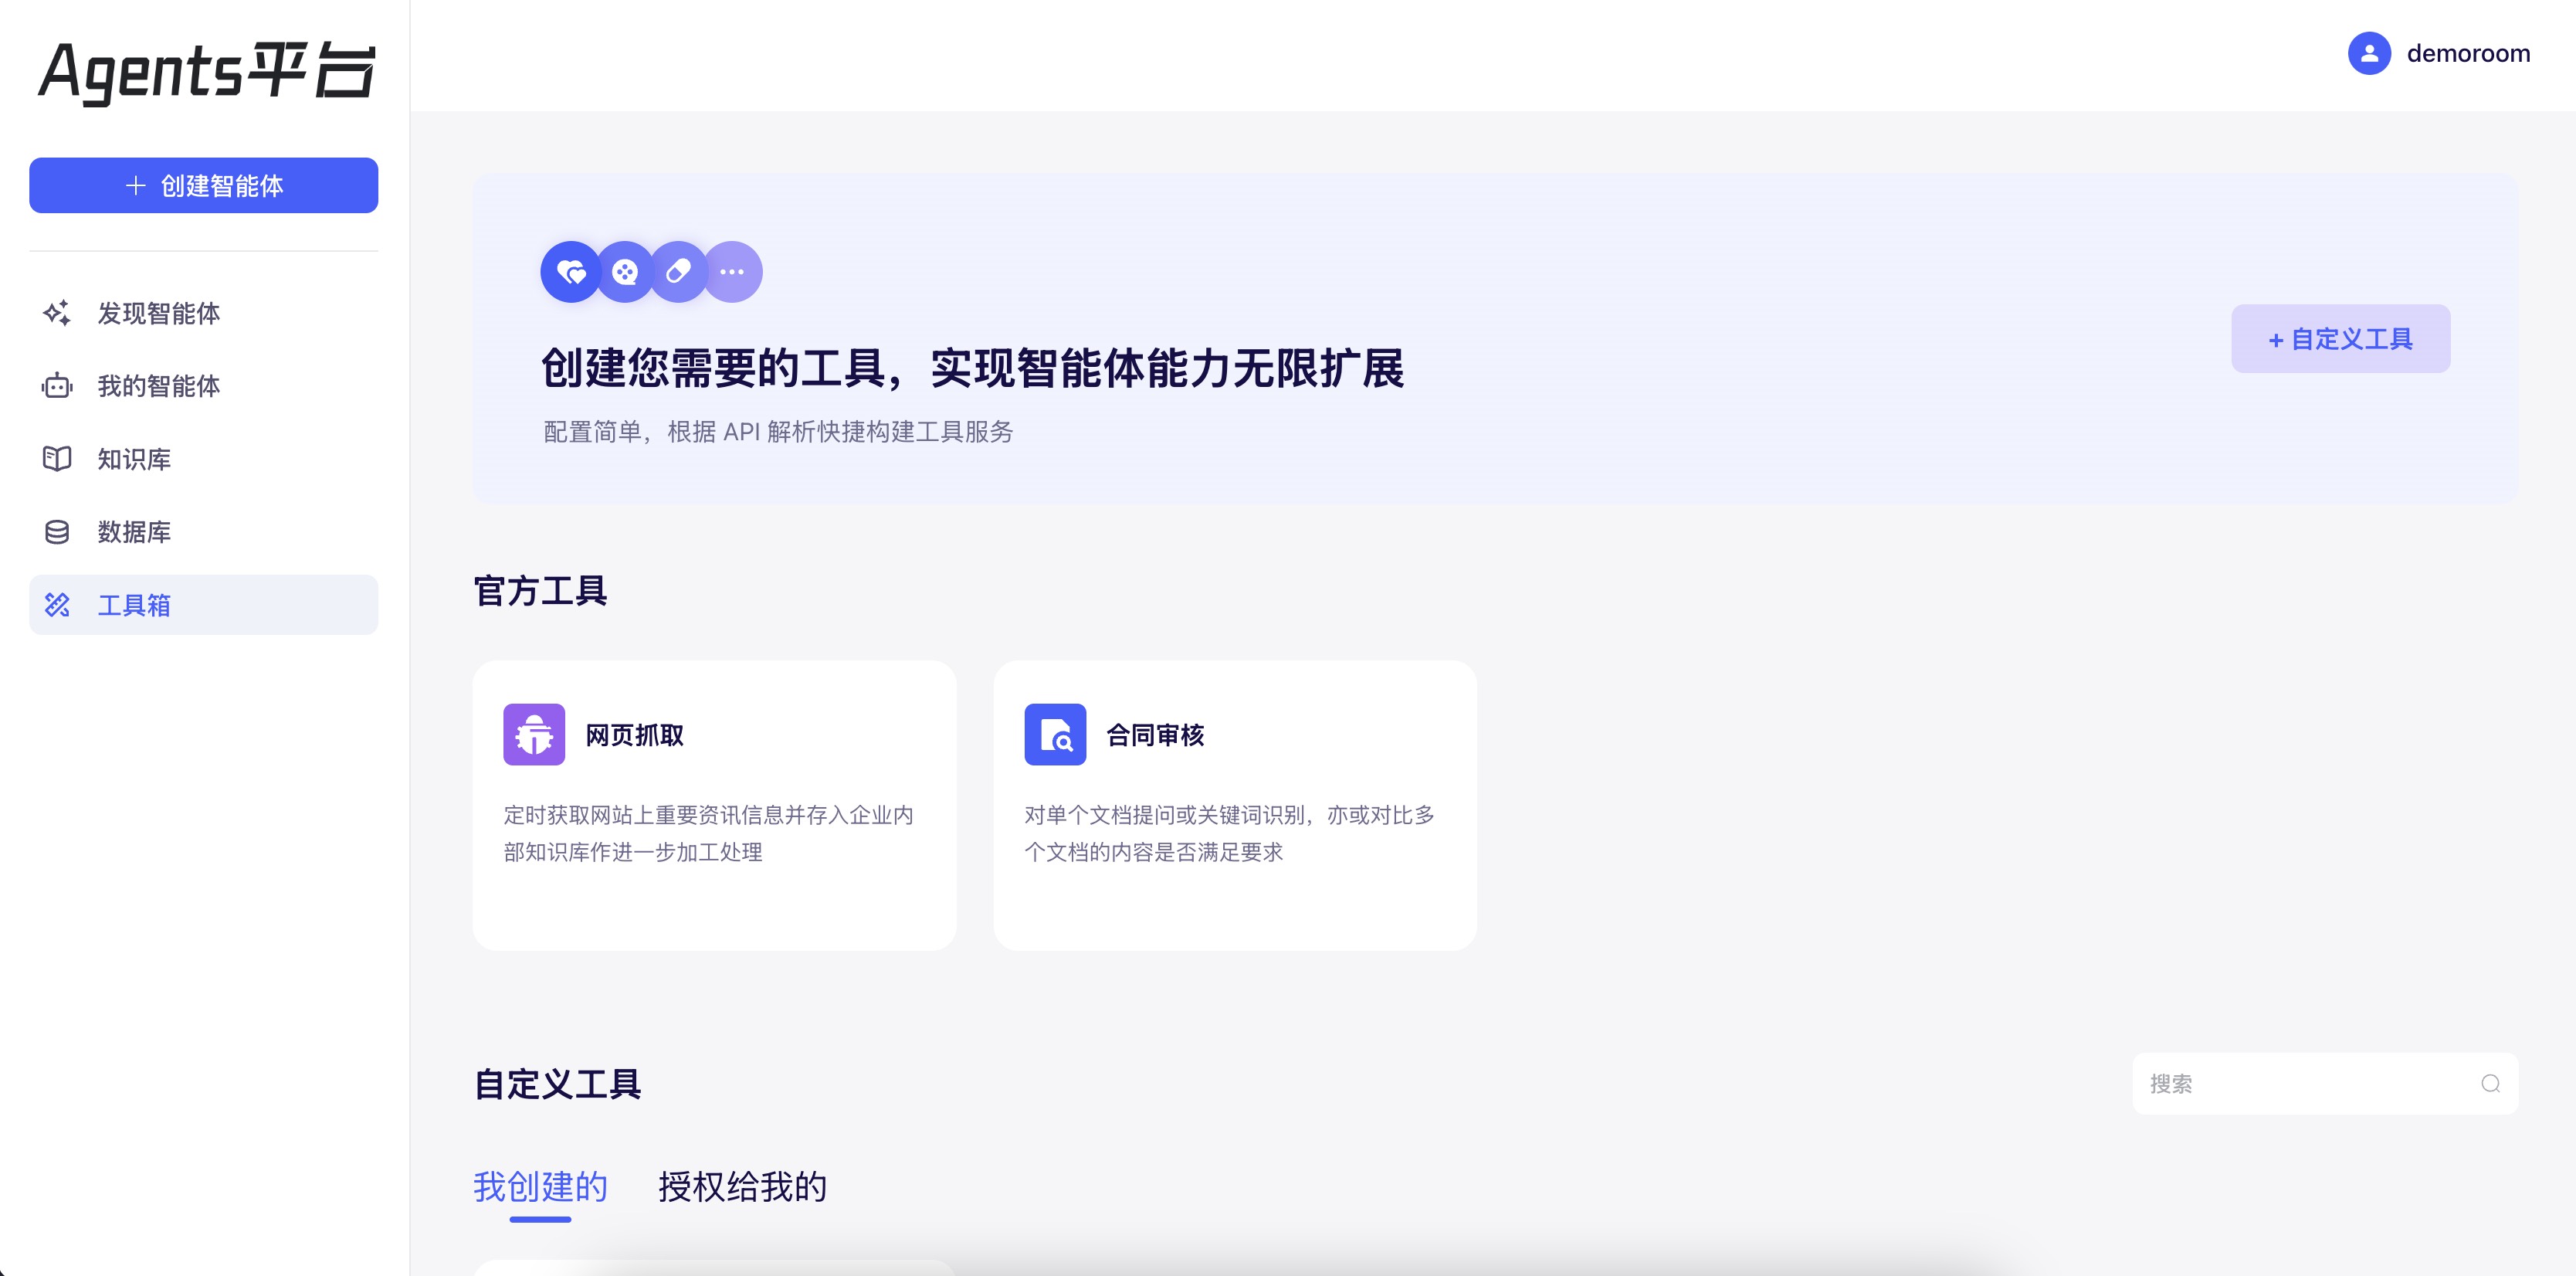 Agents平台
demoroom
创建智能体
发现智能体
我的智能体
知识库
数据库
工具箱
创建您需要的工具，实现智能体能力无限扩展
配置简单，根据 API 解析快捷构建工具服务
+ 自定义工具
官方工具
网页抓取
定时获取网站上重要资讯信息并存入企业内
部知识库作进一步加工处理
合同审核
对单个文档提问或关键词识别，亦或对比多
个文档的内容是否满足要求
自定义工具
搜索
我创建的
授权给我的